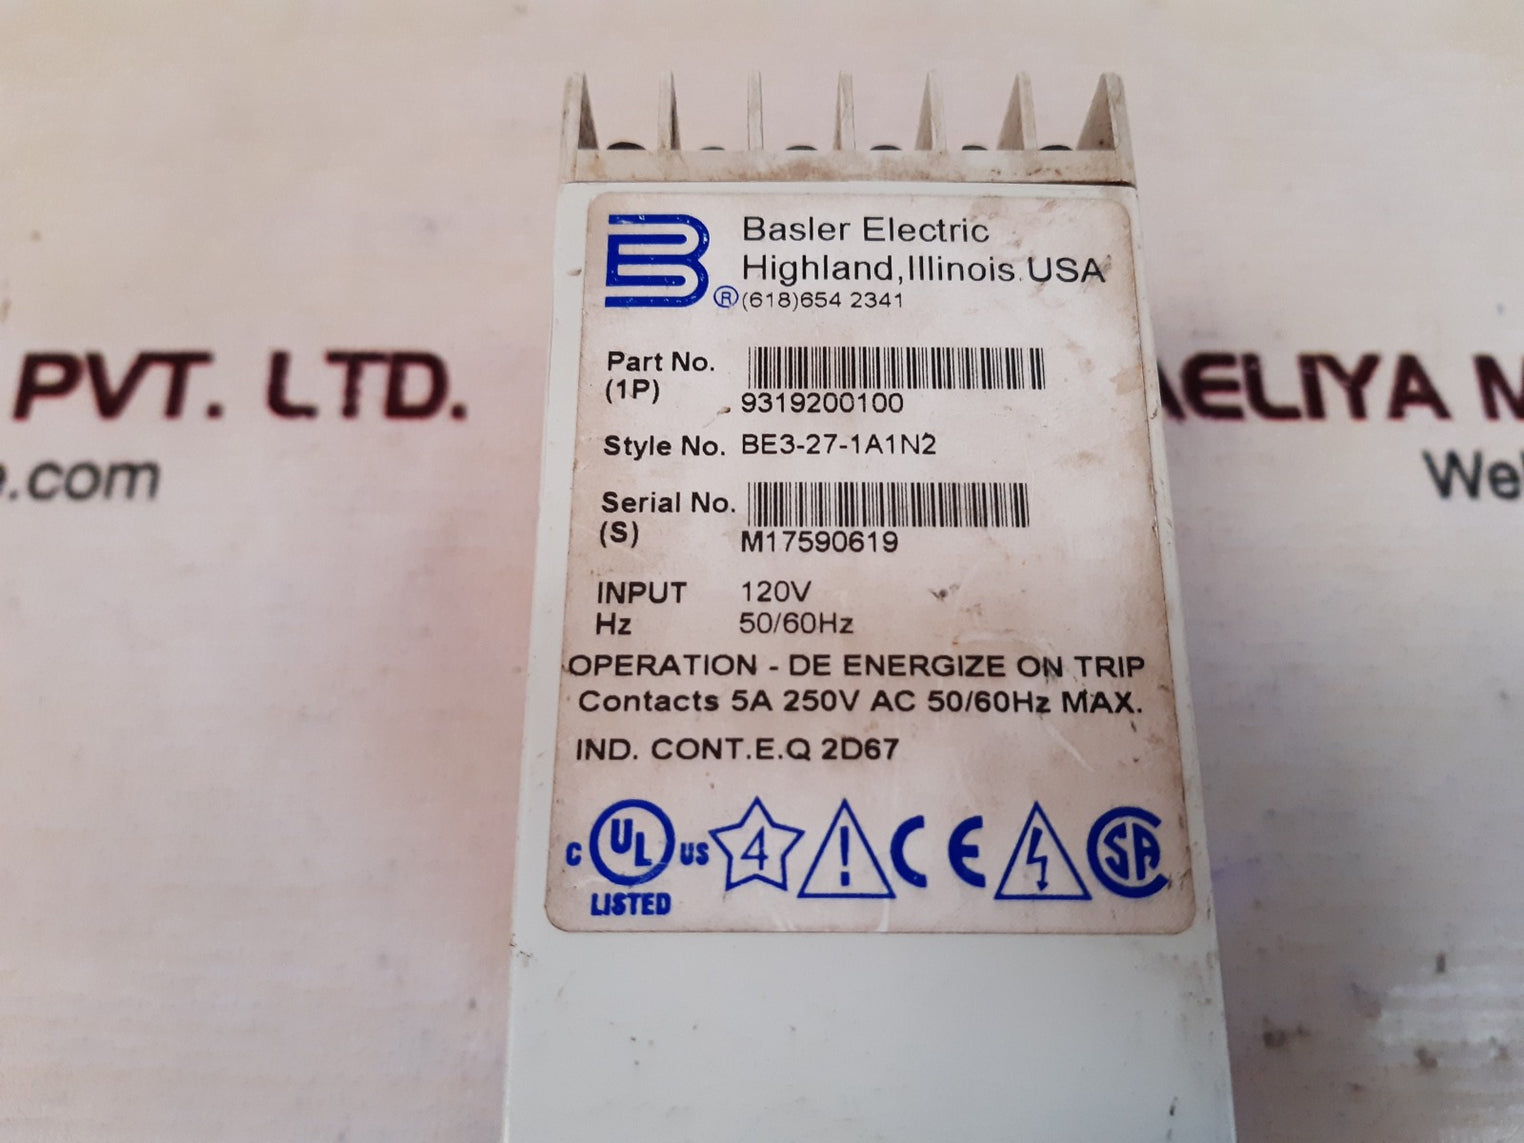 Basler Electric
Highland, Illinois. USA
® (618)654 2341
Part No.
(1P)
9319200100
Style No. BE3-27-1A1N2
Serial No.
(S)
M17590619
INPUT 120V
Hz 50/60Hz
OPERATION - DE ENERGIZE ON TRIP
Contacts 5A 250V AC 50/60Hz MAX.
IND. CONT.E.Q 2D67
C UL US 4 ! CE SA
LISTED
PVT. LTD.
.com
AELIYA M
We